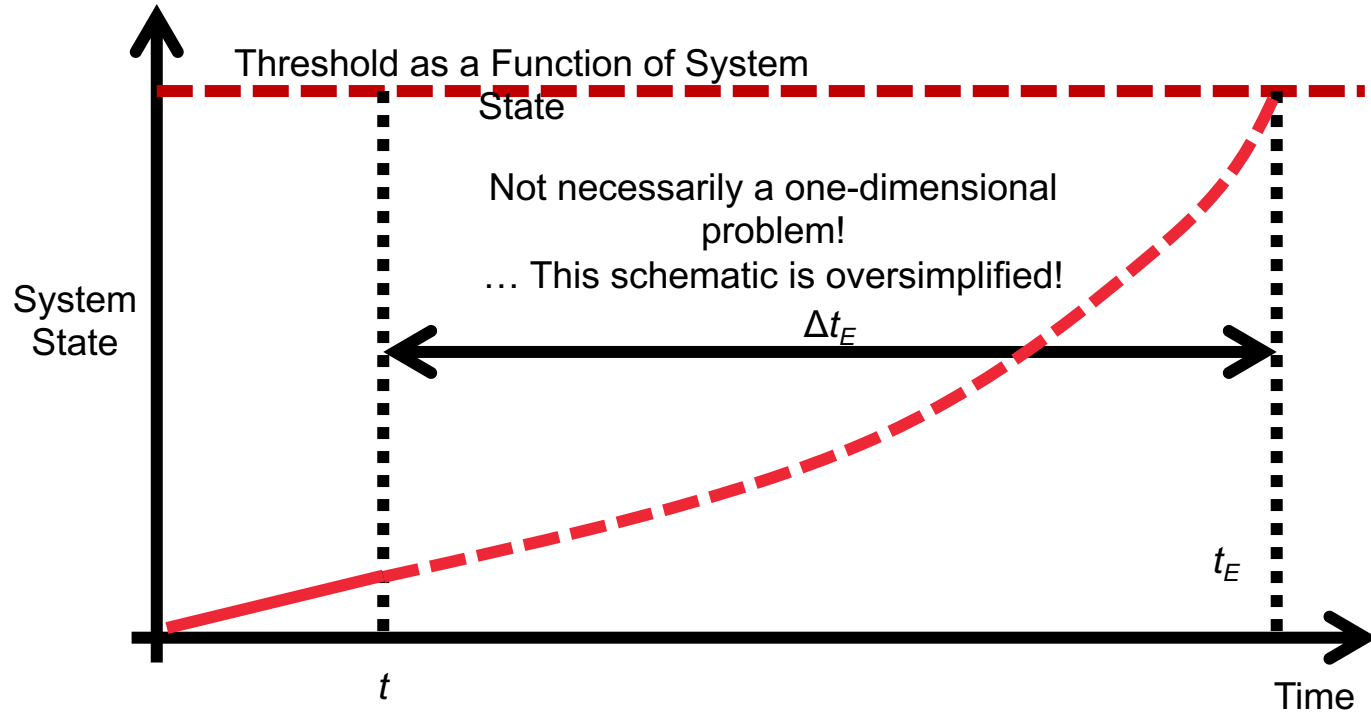 Threshold as a Function of System
State
Not necessarily a one-dimensional
problem!
… This schematic is oversimplified!
System
State
Δt_E
t_E
t
Time